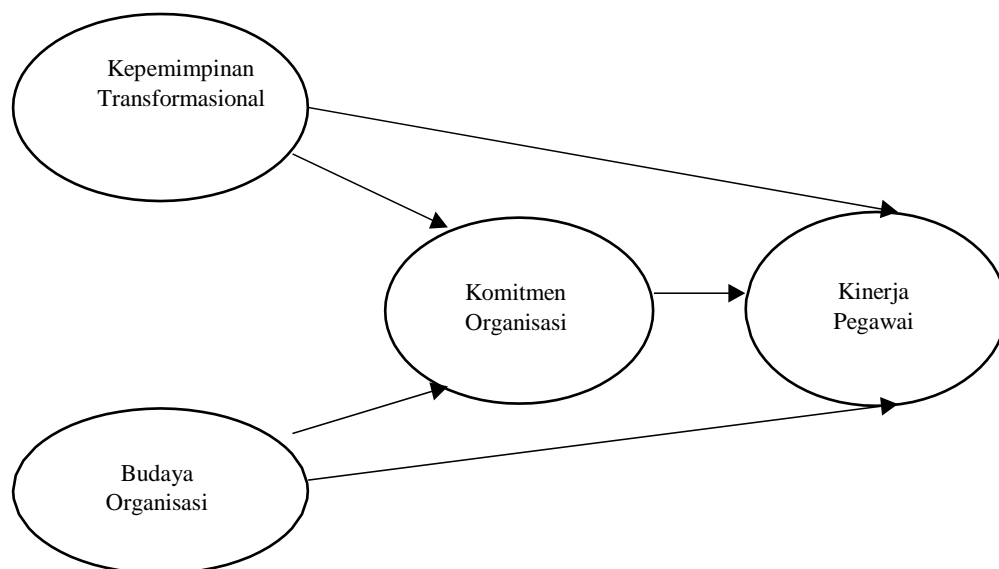 Kepemimpinan
Transformasional
Komitmen
Organisasi
Kinerja
Pegawai
Budaya
Organisasi